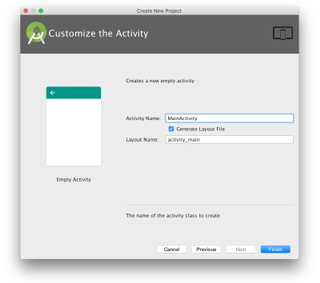 Create New Project
Customize the Activity
Creates a new empty activity
Activity Name: MainActivity
Generate Layout File
Layout Name: activity_main
Empty Activity
The name of the activity class to create
Cancel Previous Next Finish